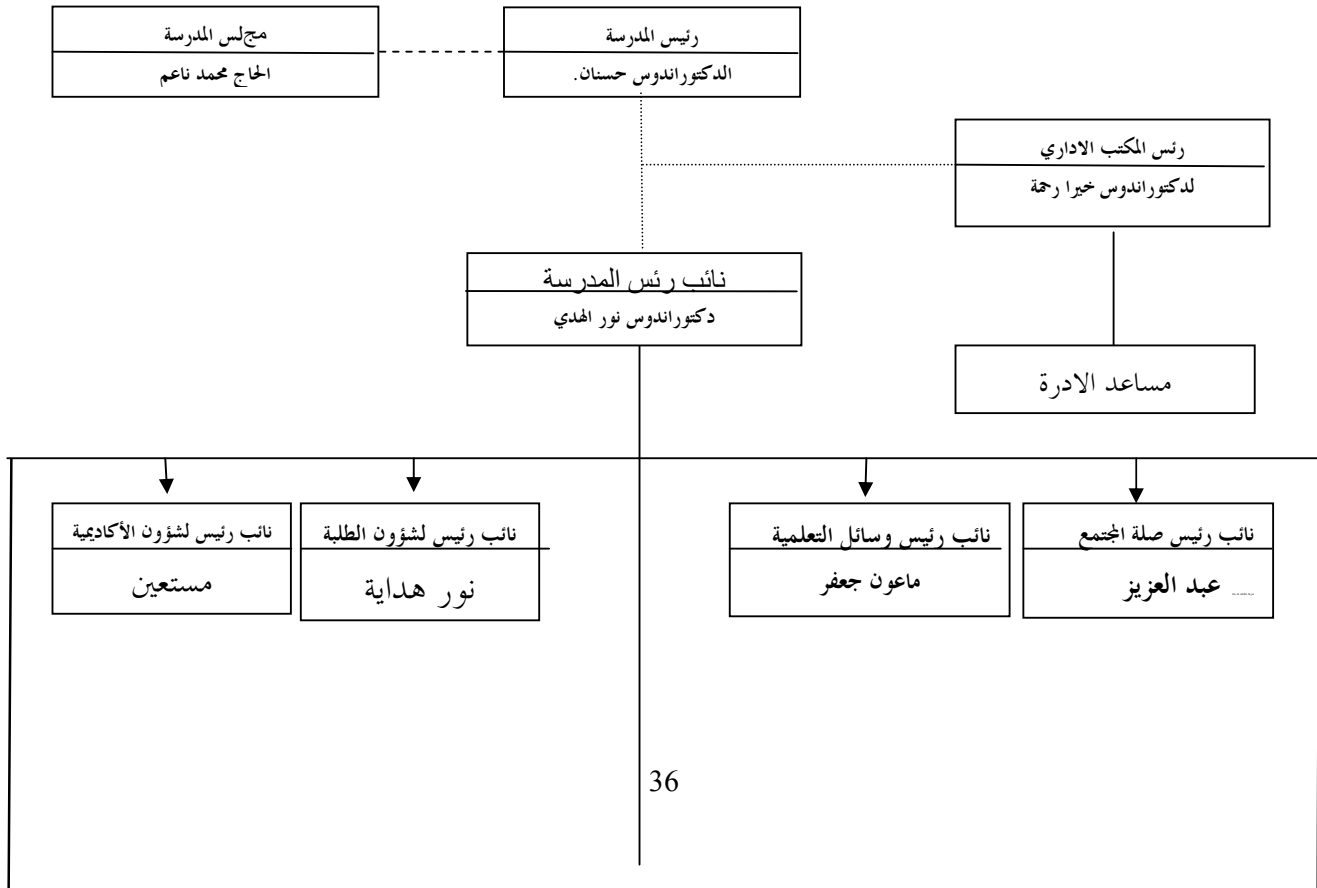 رئيس المدرسة
الدكتوراندوس حسنان.
مجلس المدرسة
الحاج محمد ناعم
رئس المكتب الاداري
لدكتوراندوس خيرا رحمة
نائب رئس المدرسة
دكتوراندوس نور الهدي
مساعد الادرة
نائب رئيس صلة المجتمع
عبد العزيز
نائب رئيس وسائل التعلمية
ماعون جعفر
نائب رئيس لشؤون الطلبة
نور هداية
نائب رئيس لشؤون الأكاديمية
مستعين
36